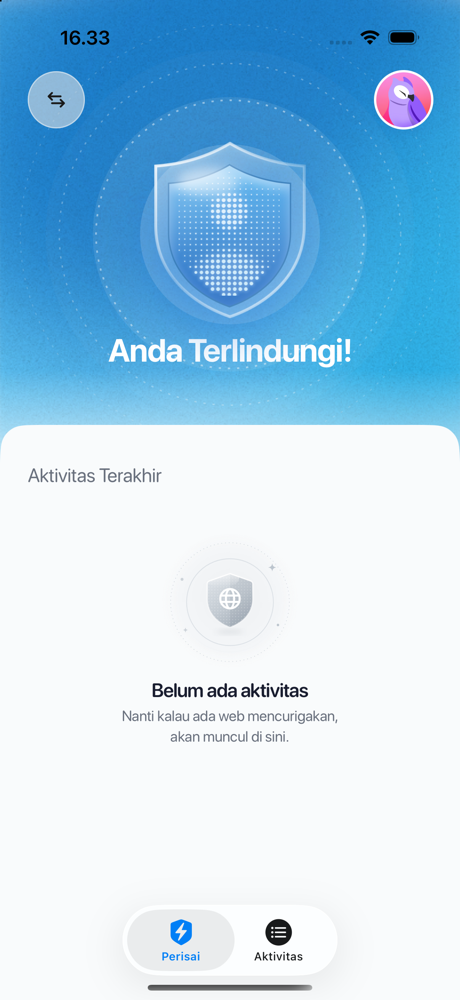 16.33
Anda Terlindungi!
Aktivitas Terakhir
Belum ada aktivitas
Nanti kalau ada web mencurigakan,
akan muncul di sini.
Perisai
Aktivitas